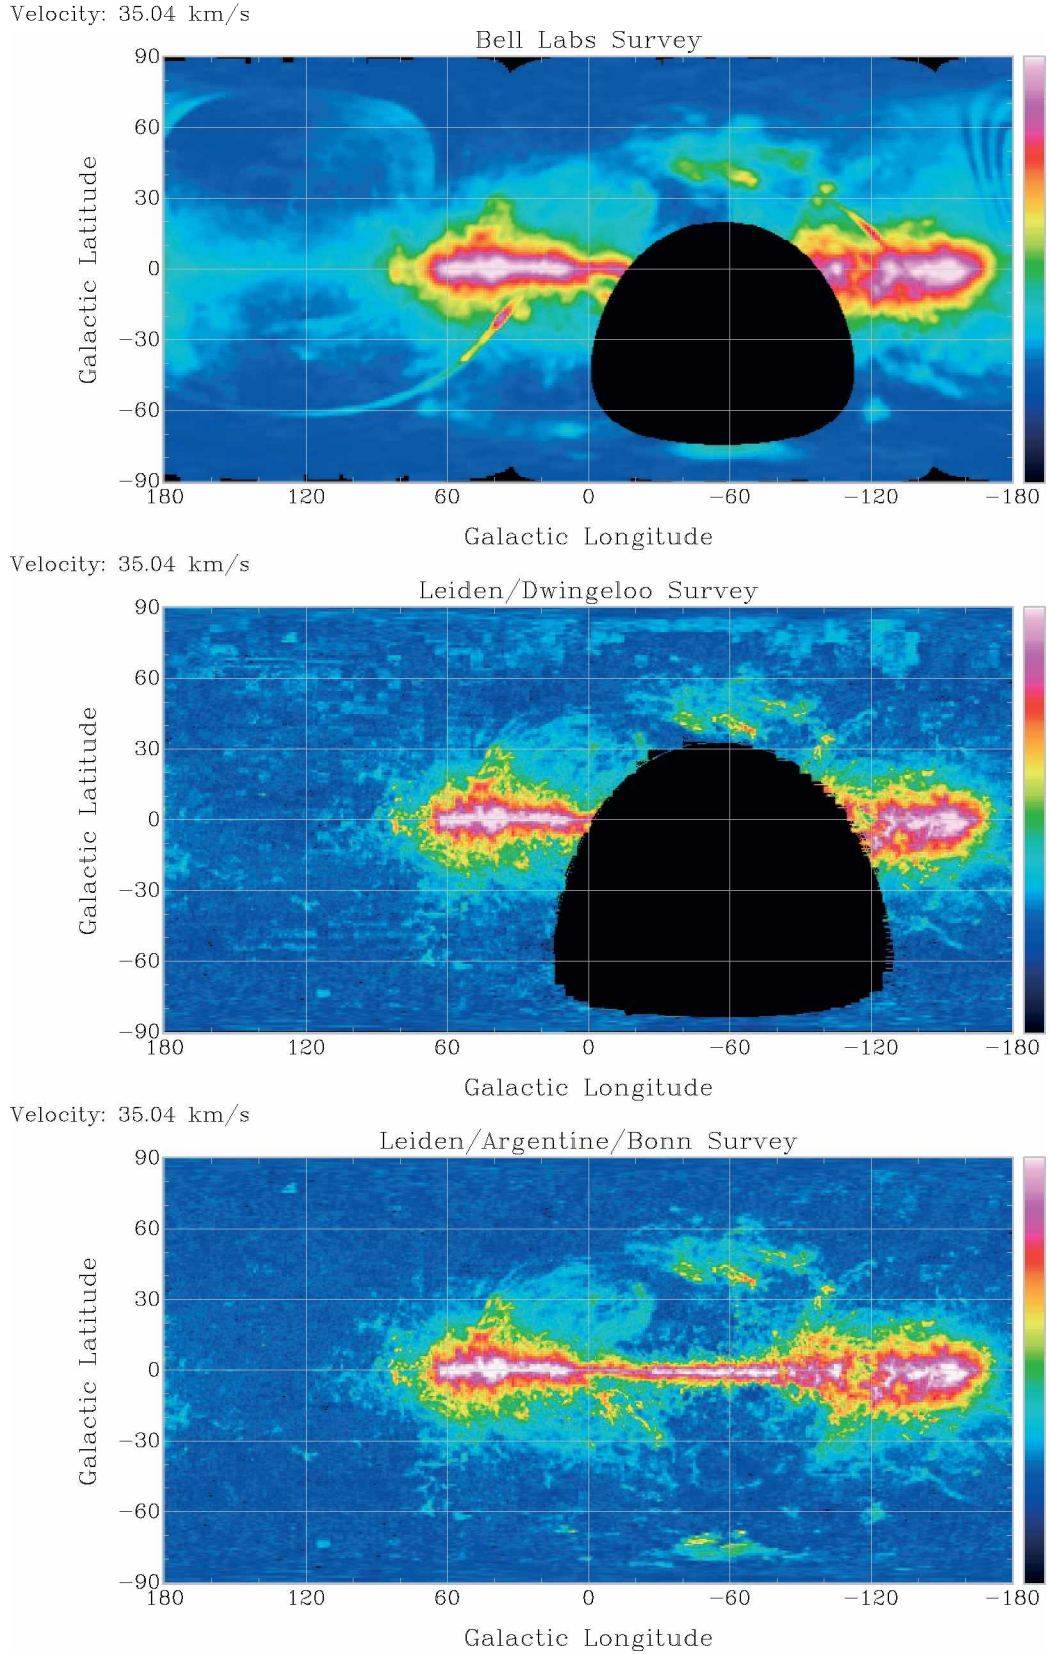 Velocity: 35.04 km/s
Bell Labs Survey
90
60
30
0
−30
−60
−90
Galactic Latitude
180 120 60 0 −60 −120 −180
Galactic Longitude
Velocity: 35.04 km/s
Leiden/Dwingeloo Survey
90
60
30
0
−30
−60
−90
Galactic Latitude
180 120 60 0 −60 −120 −180
Galactic Longitude
Velocity: 35.04 km/s
Leiden/Argentine/Bonn Survey
90
60
30
0
−30
−60
−90
Galactic Latitude
180 120 60 0 −60 −120 −180
Galactic Longitude